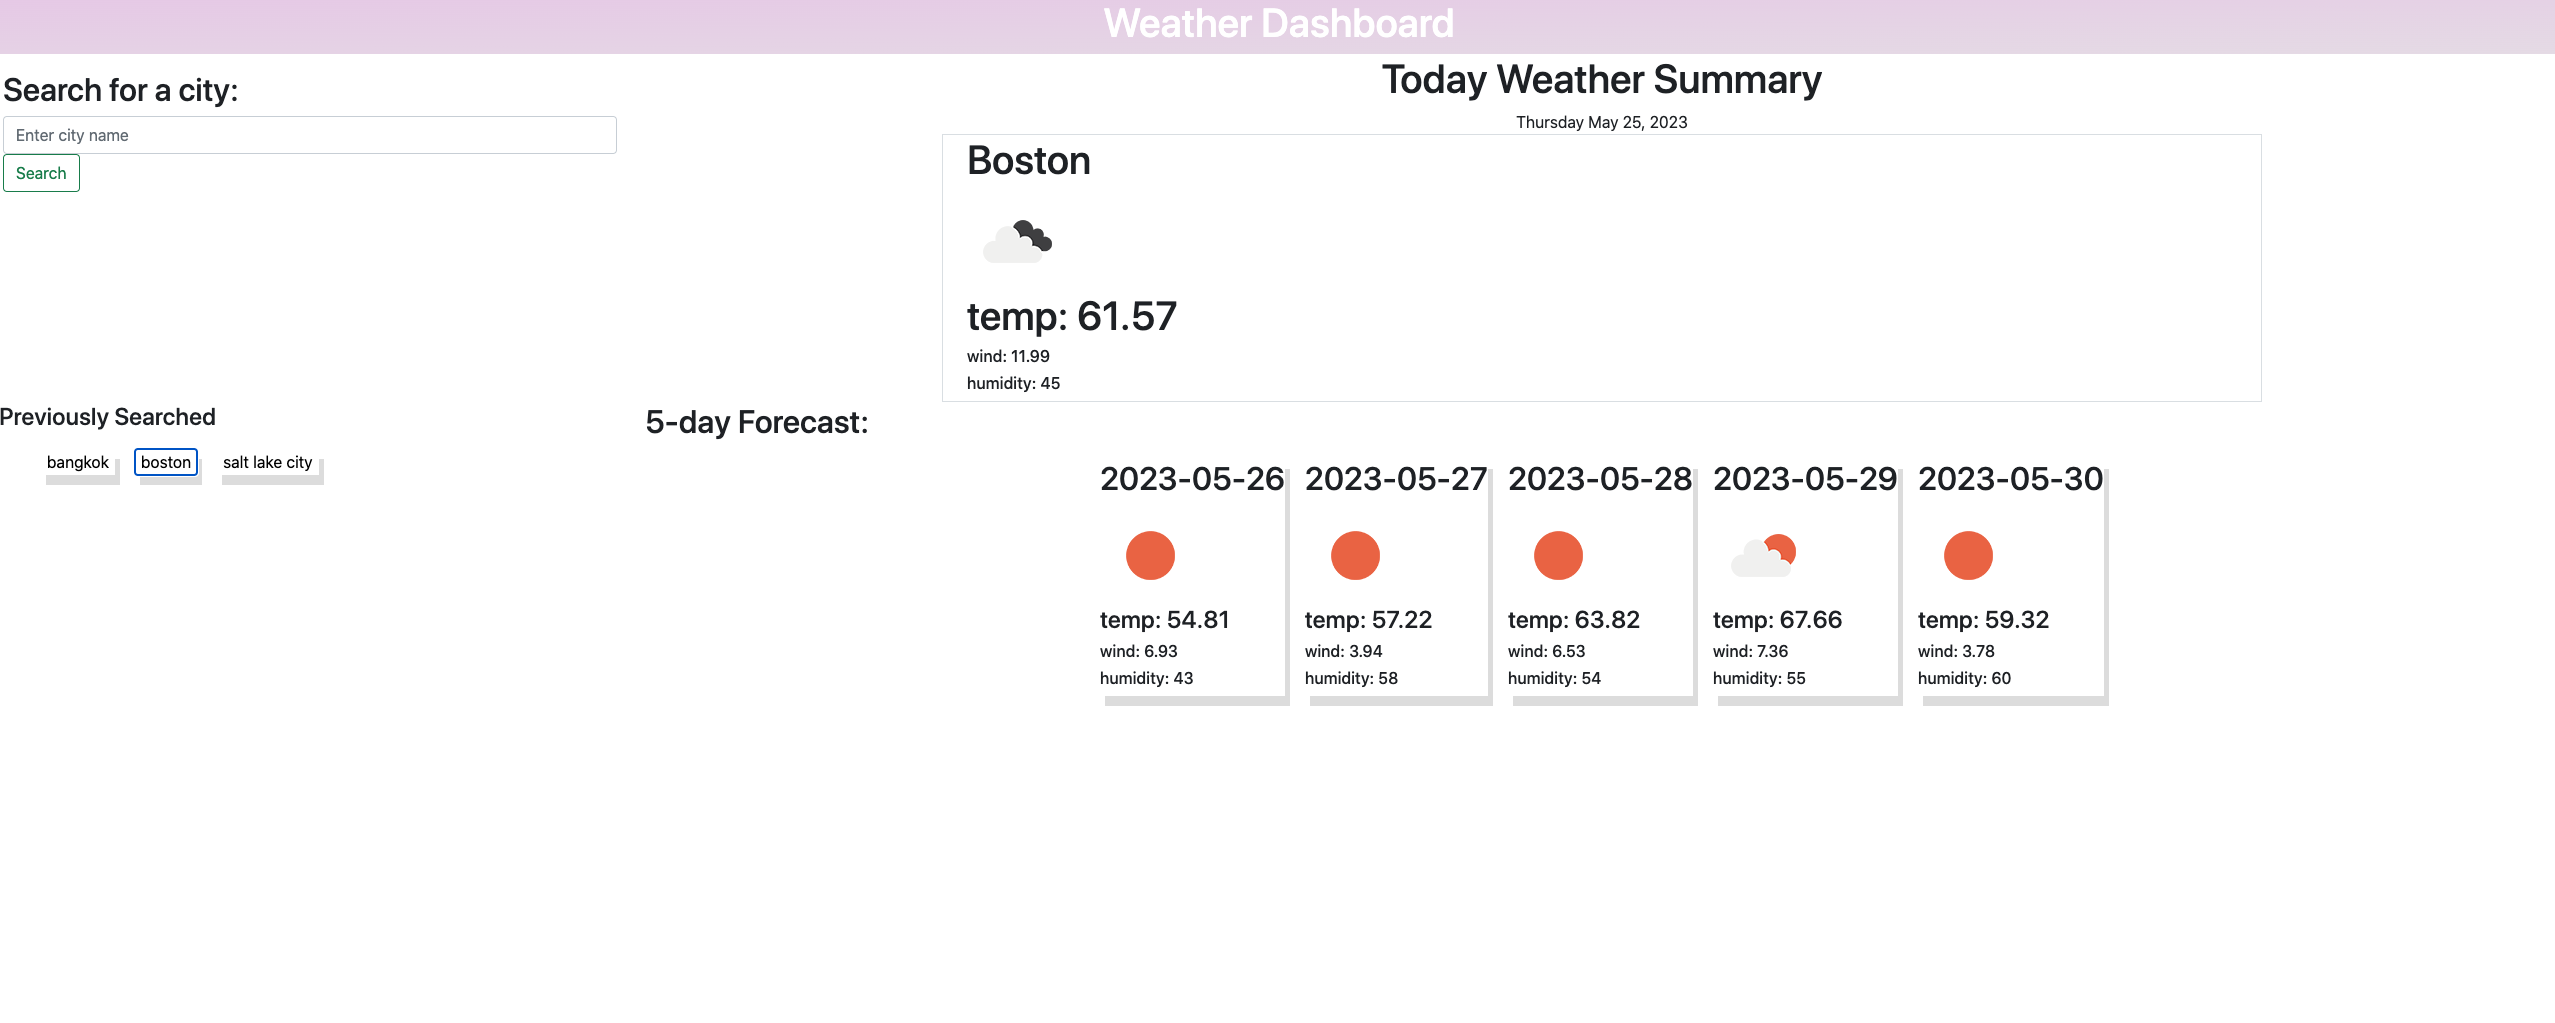 Weather Dashboard
Search for a city:
Enter city name
Search
Today Weather Summary
Thursday May 25, 2023
Boston
temp: 61.57
wind: 11.99
humidity: 45
Previously Searched
bangkok boston salt lake city
5-day Forecast:
2023-05-26 2023-05-27 2023-05-28 2023-05-29 2023-05-30
temp: 54.81 temp: 57.22 temp: 63.82 temp: 67.66 temp: 59.32
wind: 6.93 wind: 3.94 wind: 6.53 wind: 7.36 wind: 3.78
humidity: 43 humidity: 58 humidity: 54 humidity: 55 humidity: 60